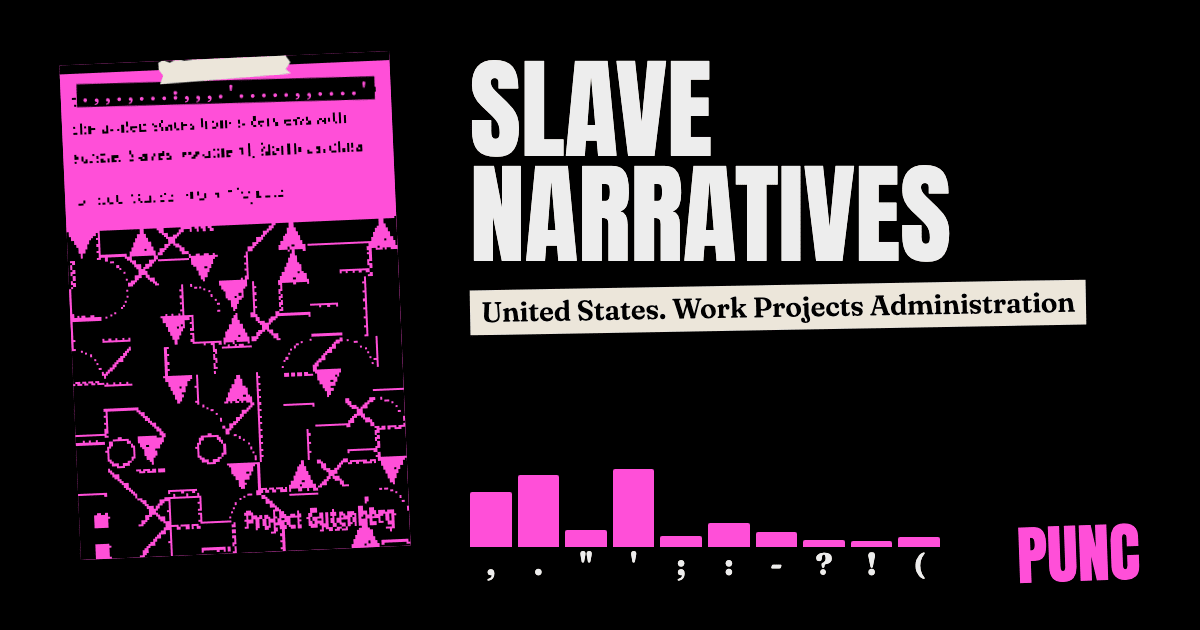 SLAVE
NARRATIVES
United States. Work Projects Administration
Project Gutenberg
, . " ' ; : - ? ! (
PUNC